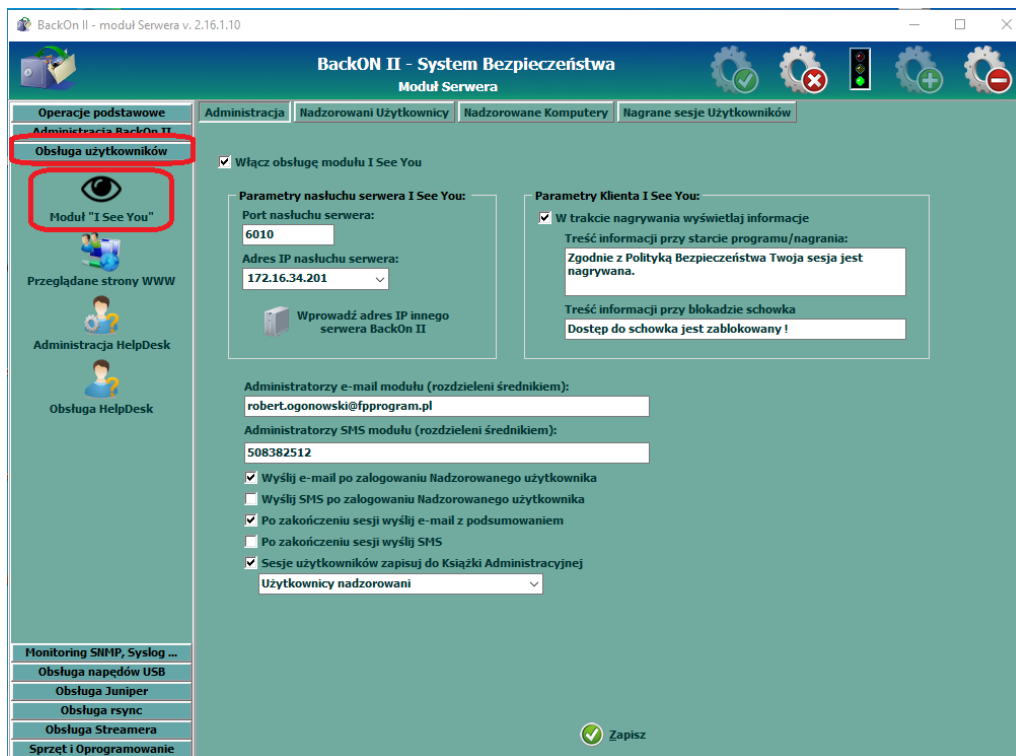 BackOn II - moduł Serwera v. 2.16.1.10
BackON II - System Bezpieczeństwa
Moduł Serwera
Operacje podstawowe
Administracja BackOn II
Obsługa użytkowników
Moduł "I See You"
Przeglądane strony WWW
Administracja HelpDesk
Obsługa HelpDesk
Monitoring SNMP, Syslog ...
Obsługa napędów USB
Obsługa Juniper
Obsługa rsync
Obsługa Streamera
Sprzęt i Oprogramowanie
Administracja
Nadzorowani Użytkownicy
Nadzorowane Komputery
Nagrane sesje Użytkowników
Włącz obsługę modułu I See You
Parametry nasłuchu serwera I See You:
Port nasłuchu serwera:
6010
Adres IP nasłuchu serwera:
172.16.34.201
Wprowadź adres IP innego
serwera BackOn II
Parametry Klienta I See You:
W trakcie nagrywania wyświetlaj informacje
Treść informacji przy starcie programu/nagrania:
Zgodnie z Polityką Bezpieczeństwa Twoja sesja jest
nagrywana.
Treść informacji przy blokadzie schowka
Dostęp do schowka jest zablokowany !
Administratorzy e-mail modułu (rozdzieleni średnikiem):
robert.ogonowski@fpprogram.pl
Administratorzy SMS modułu (rozdzieleni średnikiem):
508382512
Wyślij e-mail po zalogowaniu Nadzorowanego użytkownika
Wyślij SMS po zalogowaniu Nadzorowanego użytkownika
Po zakończeniu sesji wyślij e-mail z podsumowaniem
Po zakończeniu sesji wyślij SMS
Sesje użytkowników zapisuj do Książki Administracyjnej
Użytkownicy nadzorowani
Zapisz